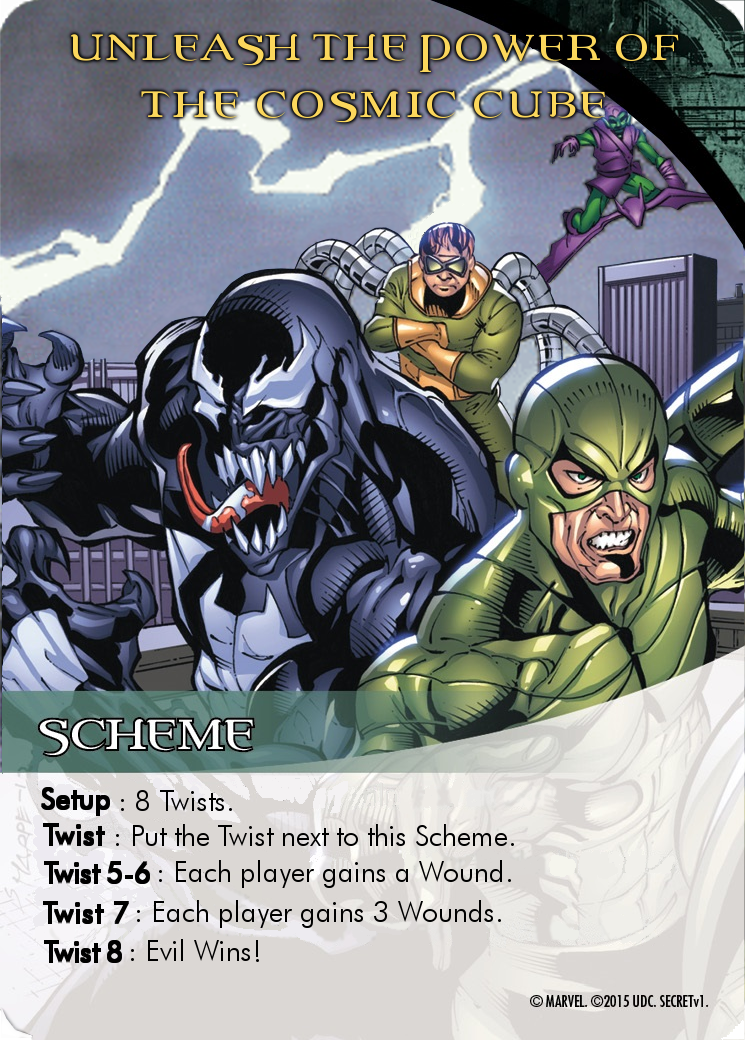 UNLEASH THE POWER OF
THE COSMIC CUBE
SCHEME
Setup : 8 Twists.
Twist : Put the Twist next to this Scheme.
Twist 5-6 : Each player gains a Wound.
Twist 7 : Each player gains 3 Wounds.
Twist 8 : Evil Wins!
© MARVEL. ©2015 UDC. SECRETv1.